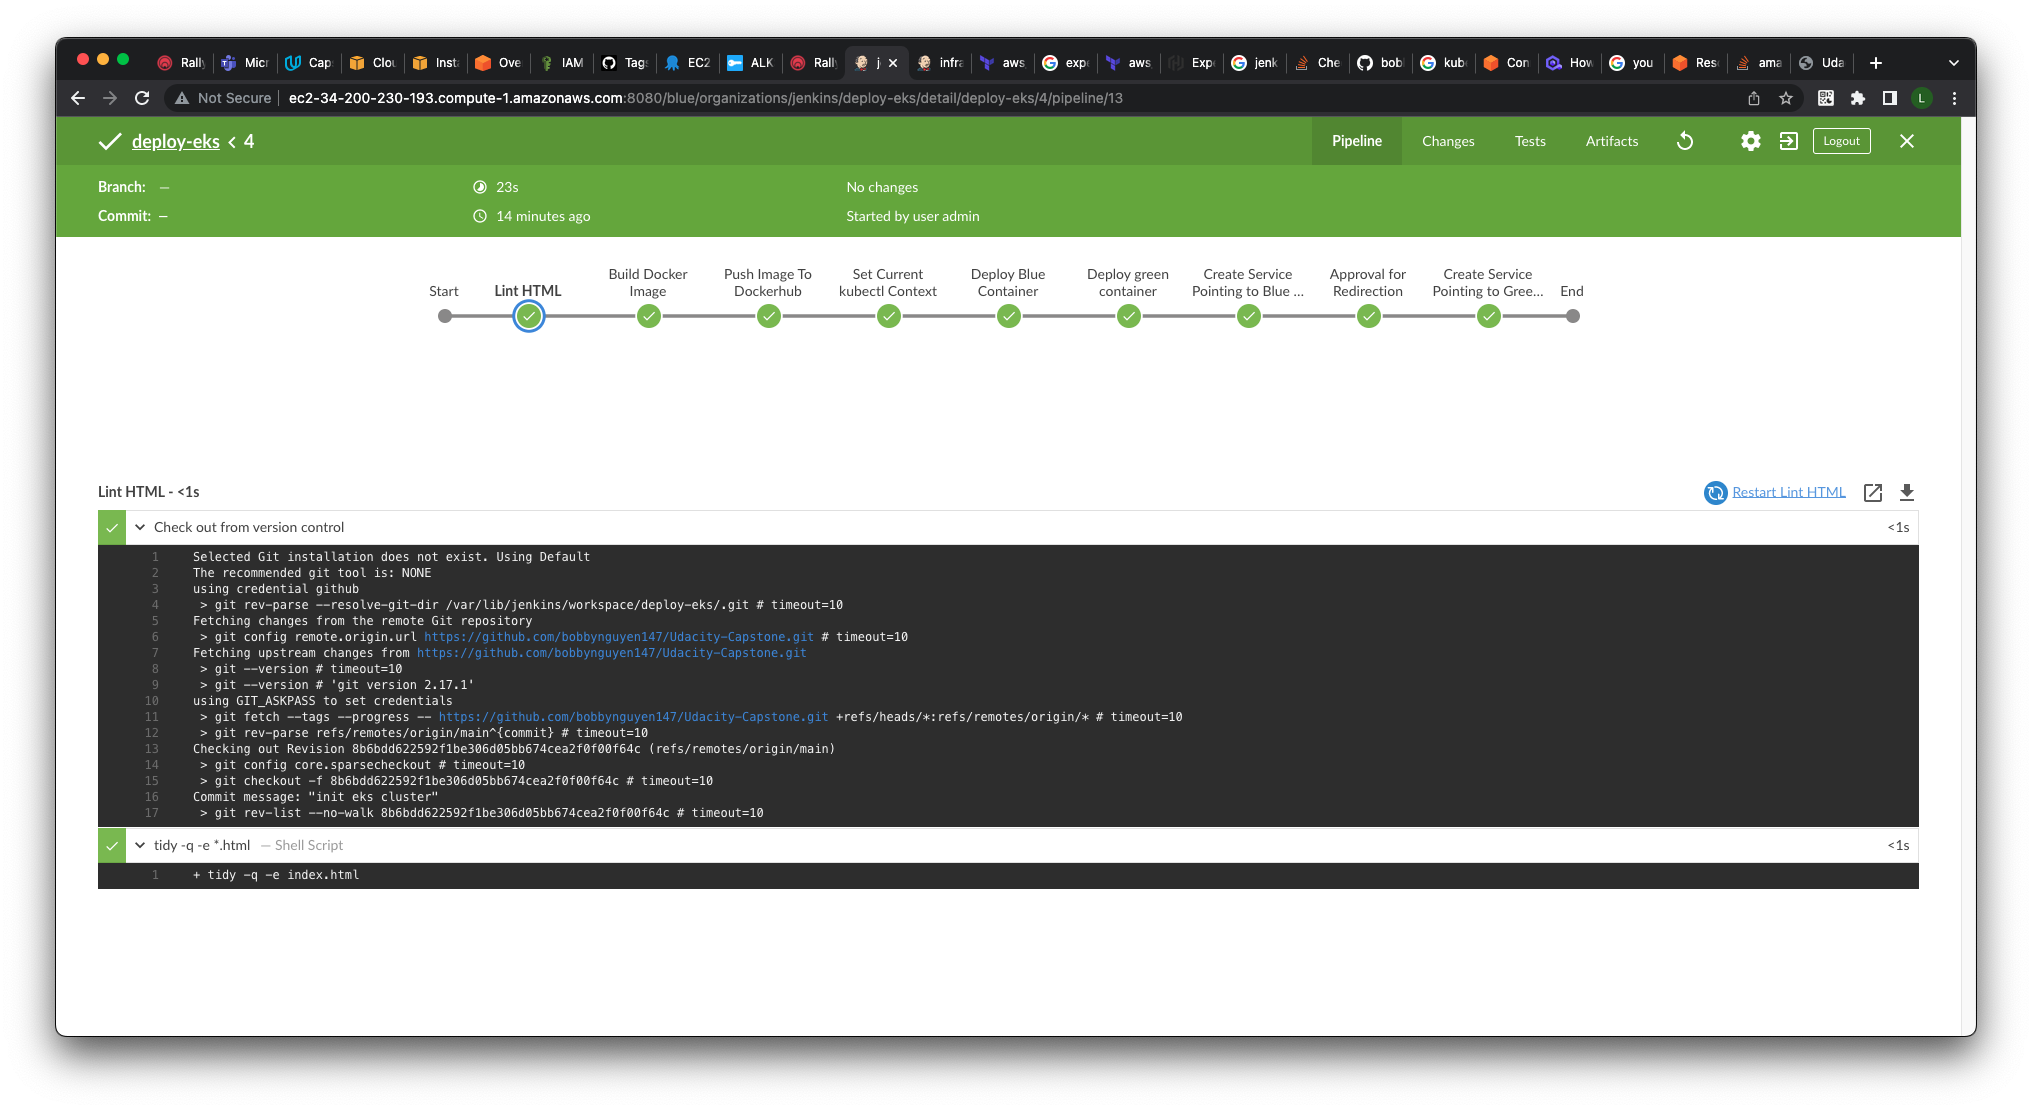 Rally
Micr
Cap
Clou
Inst
Ove
IAM
Tags
EC2
ALK
Rally
j
infra
aws
expe
aws
Exp
jenk
Che
bob
kub
Con
How
you
Res
ama
Uda
Not Secure
ec2-34-200-230-193.compute-1.amazonaws.com:8080/blue/organizations/jenkins/deploy-eks/detail/deploy-eks/4/pipeline/13
L
deploy-eks < 4
Pipeline
Changes
Tests
Artifacts
Logout
Branch: —
23s
No changes
Commit: —
14 minutes ago
Started by user admin
Start
Lint HTML
Build Docker
Image
Push Image To
Dockerhub
Set Current
kubectl Context
Deploy Blue
Container
Deploy green
container
Create Service
Pointing to Blue ...
Approval for
Redirection
Create Service
Pointing to Gree...
End
Lint HTML - <1s
Restart Lint HTML
Check out from version control
<1s
1 Selected Git installation does not exist. Using Default
2 The recommended git tool is: NONE
3 using credential github
4 > git rev-parse --resolve-git-dir /var/lib/jenkins/workspace/deploy-eks/.git # timeout=10
5 Fetching changes from the remote Git repository
6 > git config remote.origin.url https://github.com/bobbynguyen147/Udacity-Capstone.git # timeout=10
7 Fetching upstream changes from https://github.com/bobbynguyen147/Udacity-Capstone.git
8 > git --version # timeout=10
9 > git --version # 'git version 2.17.1'
10 using GIT_ASKPASS to set credentials
11 > git fetch --tags --progress -- https://github.com/bobbynguyen147/Udacity-Capstone.git +refs/heads/*:refs/remotes/origin/* # timeout=10
12 > git rev-parse refs/remotes/origin/main^{commit} # timeout=10
13 Checking out Revision 8b6bdd622592f1be306d05bb674cea2f0f00f64c (refs/remotes/origin/main)
14 > git config core.sparsecheckout # timeout=10
15 > git checkout -f 8b6bdd622592f1be306d05bb674cea2f0f00f64c # timeout=10
16 Commit message: "init eks cluster"
17 > git rev-list --no-walk 8b6bdd622592f1be306d05bb674cea2f0f00f64c # timeout=10
tidy -q -e *.html — Shell Script
<1s
1 + tidy -q -e index.html